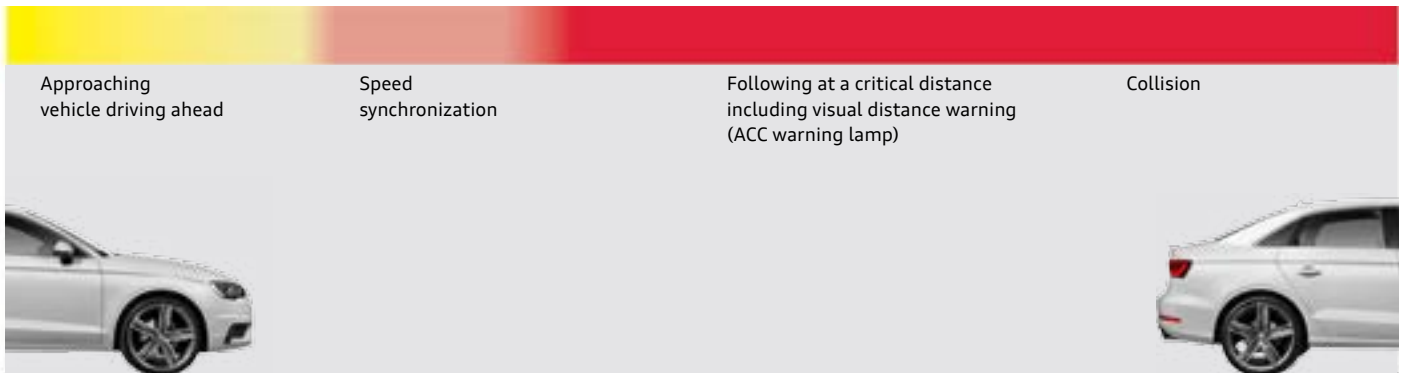 Approaching
vehicle driving ahead
Speed
synchronization
Following at a critical distance
including visual distance warning
(ACC warning lamp)
Collision